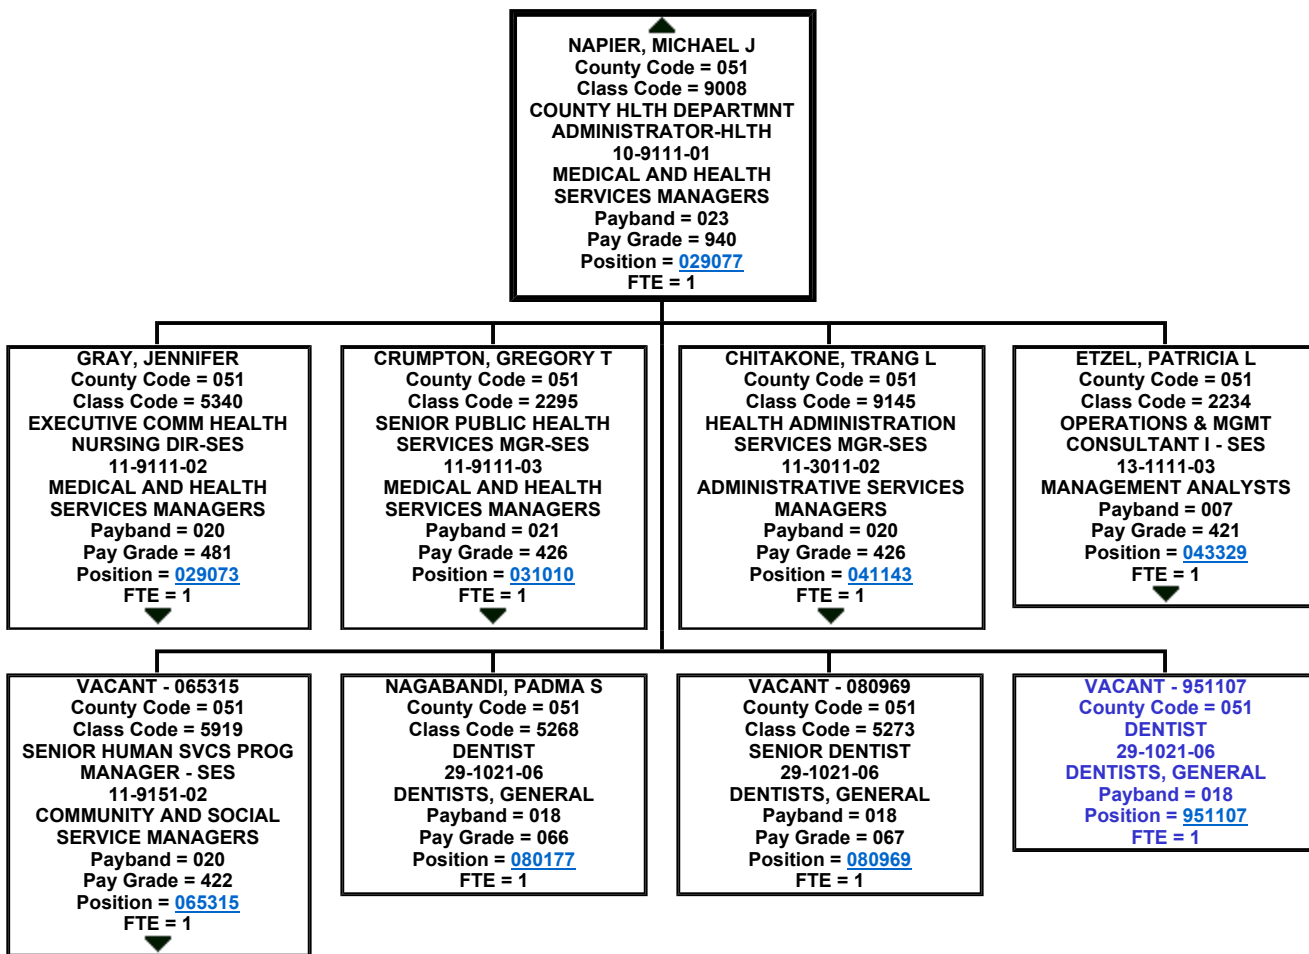 NAPIER, MICHAEL J
County Code = 051
Class Code = 9008
COUNTY HLTH DEPARTMNT
ADMINISTRATOR-HLTH
10-9111-01
MEDICAL AND HEALTH
SERVICES MANAGERS
Payband = 023
Pay Grade = 940
Position = 029077
FTE = 1
GRAY, JENNIFER
County Code = 051
Class Code = 5340
EXECUTIVE COMM HEALTH
NURSING DIR-SES
11-9111-02
MEDICAL AND HEALTH
SERVICES MANAGERS
Payband = 020
Pay Grade = 481
Position = 029073
FTE = 1
CRUMPTON, GREGORY T
County Code = 051
Class Code = 2295
SENIOR PUBLIC HEALTH
SERVICES MGR-SES
11-9111-03
MEDICAL AND HEALTH
SERVICES MANAGERS
Payband = 021
Pay Grade = 426
Position = 031010
FTE = 1
CHITAKONE, TRANG L
County Code = 051
Class Code = 9145
HEALTH ADMINISTRATION
SERVICES MGR-SES
11-3011-02
ADMINISTRATIVE SERVICES
MANAGERS
Payband = 020
Pay Grade = 426
Position = 041143
FTE = 1
ETZEL, PATRICIA L
County Code = 051
Class Code = 2234
OPERATIONS & MGMT
CONSULTANT I - SES
13-1111-03
MANAGEMENT ANALYSTS
Payband = 007
Pay Grade = 421
Position = 043329
FTE = 1
VACANT - 065315
County Code = 051
Class Code = 5919
SENIOR HUMAN SVCS PROG
MANAGER - SES
11-9151-02
COMMUNITY AND SOCIAL
SERVICE MANAGERS
Payband = 020
Pay Grade = 422
Position = 065315
FTE = 1
NAGABANDI, PADMA S
County Code = 051
Class Code = 5268
DENTIST
29-1021-06
DENTISTS, GENERAL
Payband = 018
Pay Grade = 066
Position = 080177
FTE = 1
VACANT - 080969
County Code = 051
Class Code = 5273
SENIOR DENTIST
29-1021-06
DENTISTS, GENERAL
Payband = 018
Pay Grade = 067
Position = 080969
FTE = 1
VACANT - 951107
County Code = 051
DENTIST
29-1021-06
DENTISTS, GENERAL
Payband = 018
Position = 951107
FTE = 1